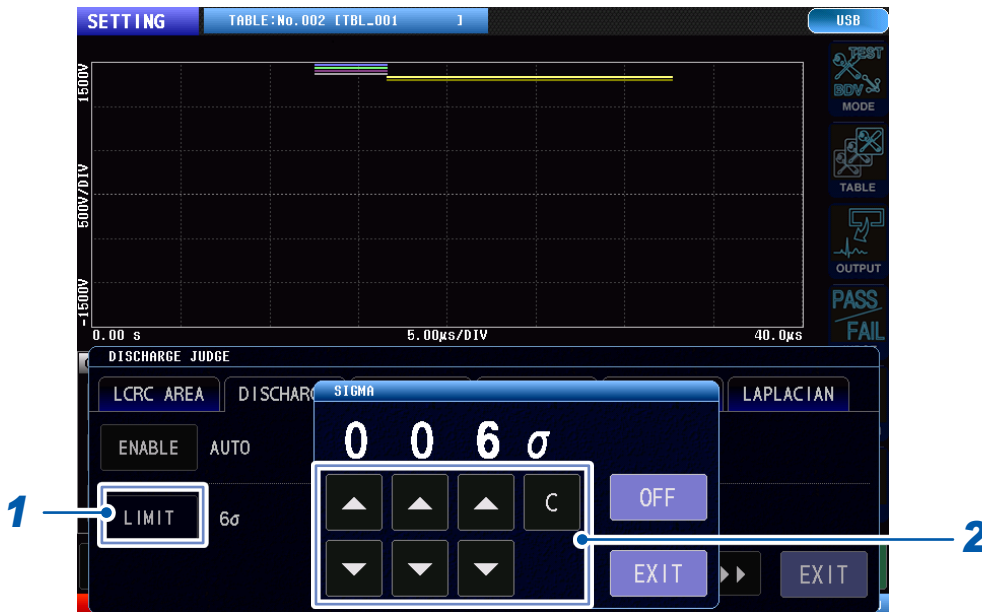 SETTING TABLE:No.002 [TBL_001 ] USB
1500V
500V/DIV
-1500V
TEST
BDV
MODE
TABLE
OUTPUT
PASS
FAIL
0.00 s 5.00µs/DIV 40.0µs
DISCHARGE JUDGE
LCRC AREA DISCHAR LAPLACIAN
SIGMA
ENABLE AUTO
0 0 6 σ
1 LIMIT 6σ
C OFF
2
EXIT EXIT